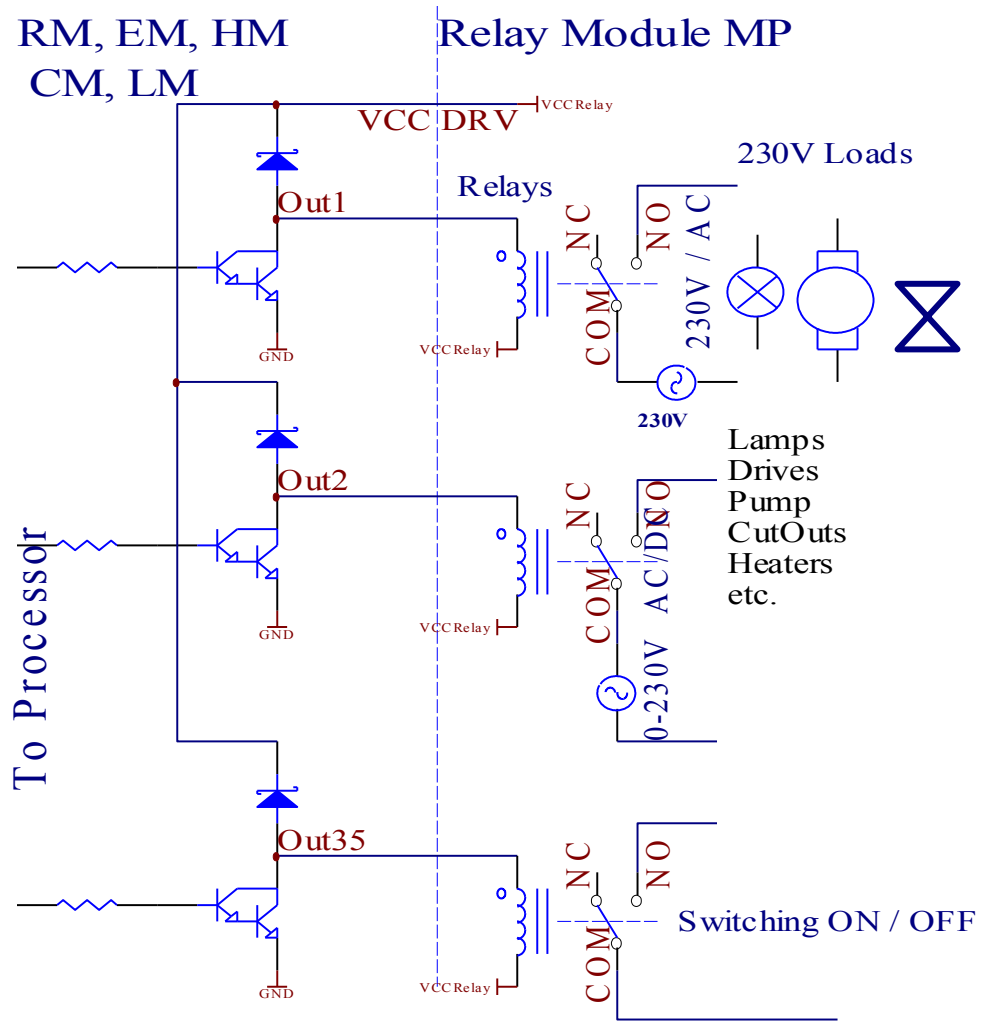 RM, EM, HM
CM, LM
Relay Module MP
VCC DRV
VCCRelay
230V Loads
Relays
Out1
NC
NO
230V / AC
COM
GND
VCCRelay
230V
Lamps
Drives
Pump
CutOuts
Heaters
etc.
Out2
NC
NO
COM
0-230V AC/DC
GND
VCCRelay
To Processor
Out35
NC
NO
COM
Switching ON / OFF
GND
VCCRelay